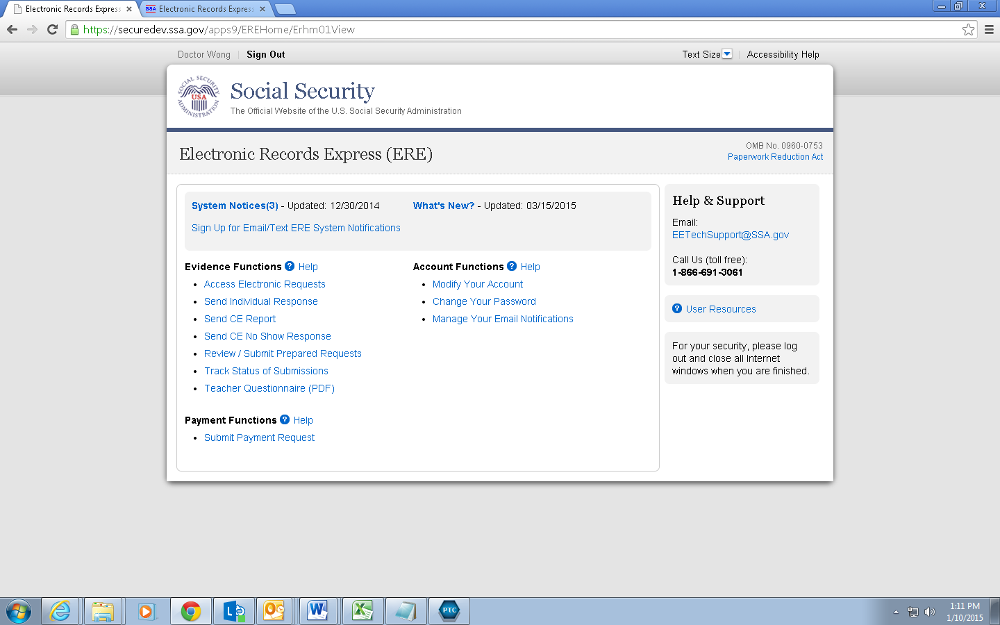 Electronic Records Express
Electronic Records Express
https://securedev.ssa.gov/apps9/EREHome/Erhm01View
Doctor Wong | Sign Out
Text Size | Accessibility Help
SOCIAL SECURITY ADMINISTRATION
USA
Social Security
The Official Website of the U.S. Social Security Administration
Electronic Records Express (ERE)
OMB No. 0960-0753
Paperwork Reduction Act
System Notices(3) - Updated: 12/30/2014
What's New? - Updated: 03/15/2015
Sign Up for Email/Text ERE System Notifications
Evidence Functions ? Help
• Access Electronic Requests
• Send Individual Response
• Send CE Report
• Send CE No Show Response
• Review / Submit Prepared Requests
• Track Status of Submissions
• Teacher Questionnaire (PDF)
Account Functions ? Help
• Modify Your Account
• Change Your Password
• Manage Your Email Notifications
Payment Functions ? Help
• Submit Payment Request
Help & Support
Email:
EETechSupport@SSA.gov
Call Us (toll free):
1-866-691-3061
? User Resources
For your security, please log
out and close all Internet
windows when you are finished.
PTC
1:11 PM
1/10/2015